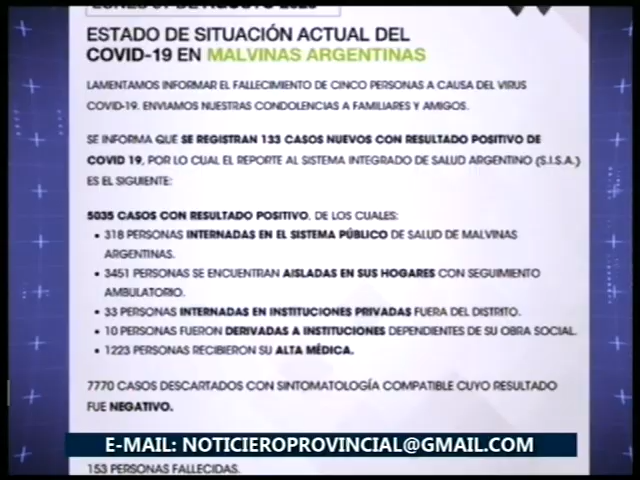 ESTADO DE SITUACIÓN ACTUAL DEL
COVID-19 EN MALVINAS ARGENTINAS
LAMENTAMOS INFORMAR EL FALLECIMIENTO DE CINCO PERSONAS A CAUSA DEL VIRUS
COVID-19. ENVIAMOS NUESTRAS CONDOLENCIAS A FAMILIARES Y AMIGOS.
SE INFORMA QUE SE REGISTRAN 133 CASOS NUEVOS CON RESULTADO POSITIVO DE
COVID 19, POR LO CUAL EL REPORTE AL SISTEMA INTEGRADO DE SALUD ARGENTINO (S.I.S.A.)
ES EL SIGUIENTE:
5035 CASOS CON RESULTADO POSITIVO, DE LOS CUALES:
• 318 PERSONAS INTERNADAS EN EL SISTEMA PÚBLICO DE SALUD DE MALVINAS
ARGENTINAS.
• 3451 PERSONAS SE ENCUENTRAN AISLADAS EN SUS HOGARES CON SEGUIMIENTO
AMBULATORIO.
• 33 PERSONAS INTERNADAS EN INSTITUCIONES PRIVADAS FUERA DEL DISTRITO.
• 10 PERSONAS FUERON DERIVADAS A INSTITUCIONES DEPENDIENTES DE SU OBRA SOCIAL.
• 1223 PERSONAS RECIBIERON SU ALTA MÉDICA.
7770 CASOS DESCARTADOS CON SINTOMATOLOGÍA COMPATIBLE CUYO RESULTADO
FUE NEGATIVO.
E-MAIL: NOTICIEROPROVINCIAL@GMAIL.COM
153 PERSONAS FALLECIDAS.